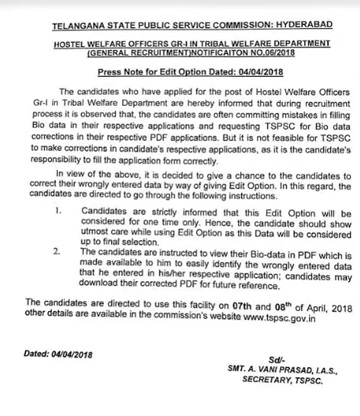 TELANGANA STATE PUBLIC SERVICE COMMISSION: HYDERABAD
HOSTEL WELFARE OFFICERS GR-I IN TRIBAL WELFARE DEPARTMENT
(GENERAL RECRUITMENT)NOTIFICAITON NO.06/2018
Press Note for Edit Option Dated: 04/04/2018
The candidates who have applied for the post of Hostel Welfare Officers
Gr-I in Tribal Welfare Department are hereby informed that during recruitment
process it is observed that, the candidates are often committing mistakes in filling
Bio data in their respective applications and requesting TSPSC for Bio data
corrections in their respective PDF applications. But it is not feasible for TSPSC
to make corrections in candidate's respective applications, as it is the candidate's
responsibility to fill the application form correctly.
In view of the above, it is decided to give a chance to the candidates to
correct their wrongly entered data by way of giving Edit Option. In this regard, the
candidates are directed to go through the following instructions.
1. Candidates are strictly informed that this Edit Option will be
considered for one time only. Hence, the candidate should show
utmost care while using Edit Option as this Data will be considered
up to final selection.
2. The candidates are instructed to view their Bio-data in PDF which is
made available to him to easily identify the wrongly entered data
that he entered in his/her respective application; candidates may
download their corrected PDF for future reference.
The candidates are directed to use this facility on 07th and 08th of April, 2018
other details are available in the commission's website www.tspsc.gov.in
Dated: 04/04/2018
Sd/-
SMT. A. VANI PRASAD, I.A.S.,
SECRETARY, TSPSC.